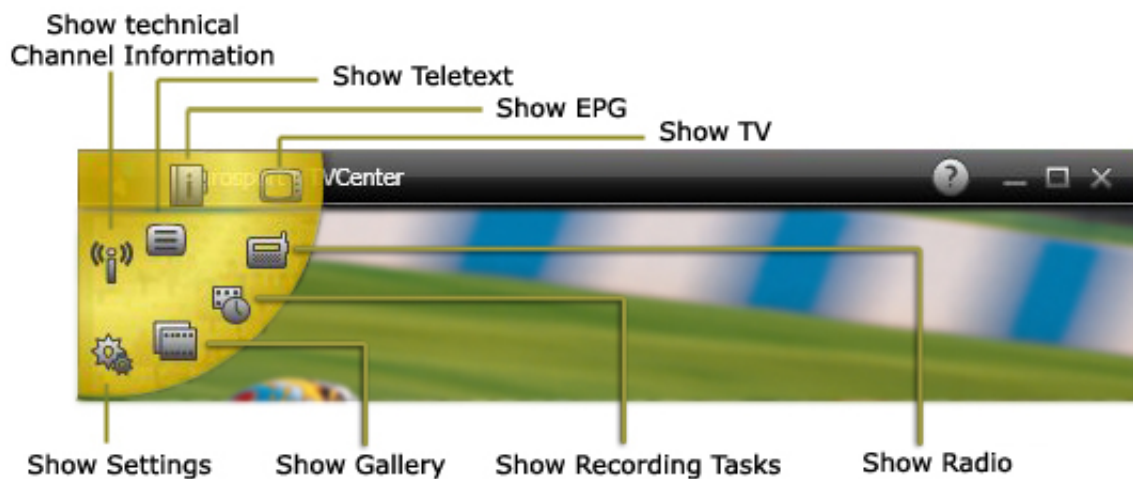 Show technical
Channel Information
Show Teletext
Show EPG
Show TV
TVCenter
?
Show Settings
Show Gallery
Show Recording Tasks
Show Radio